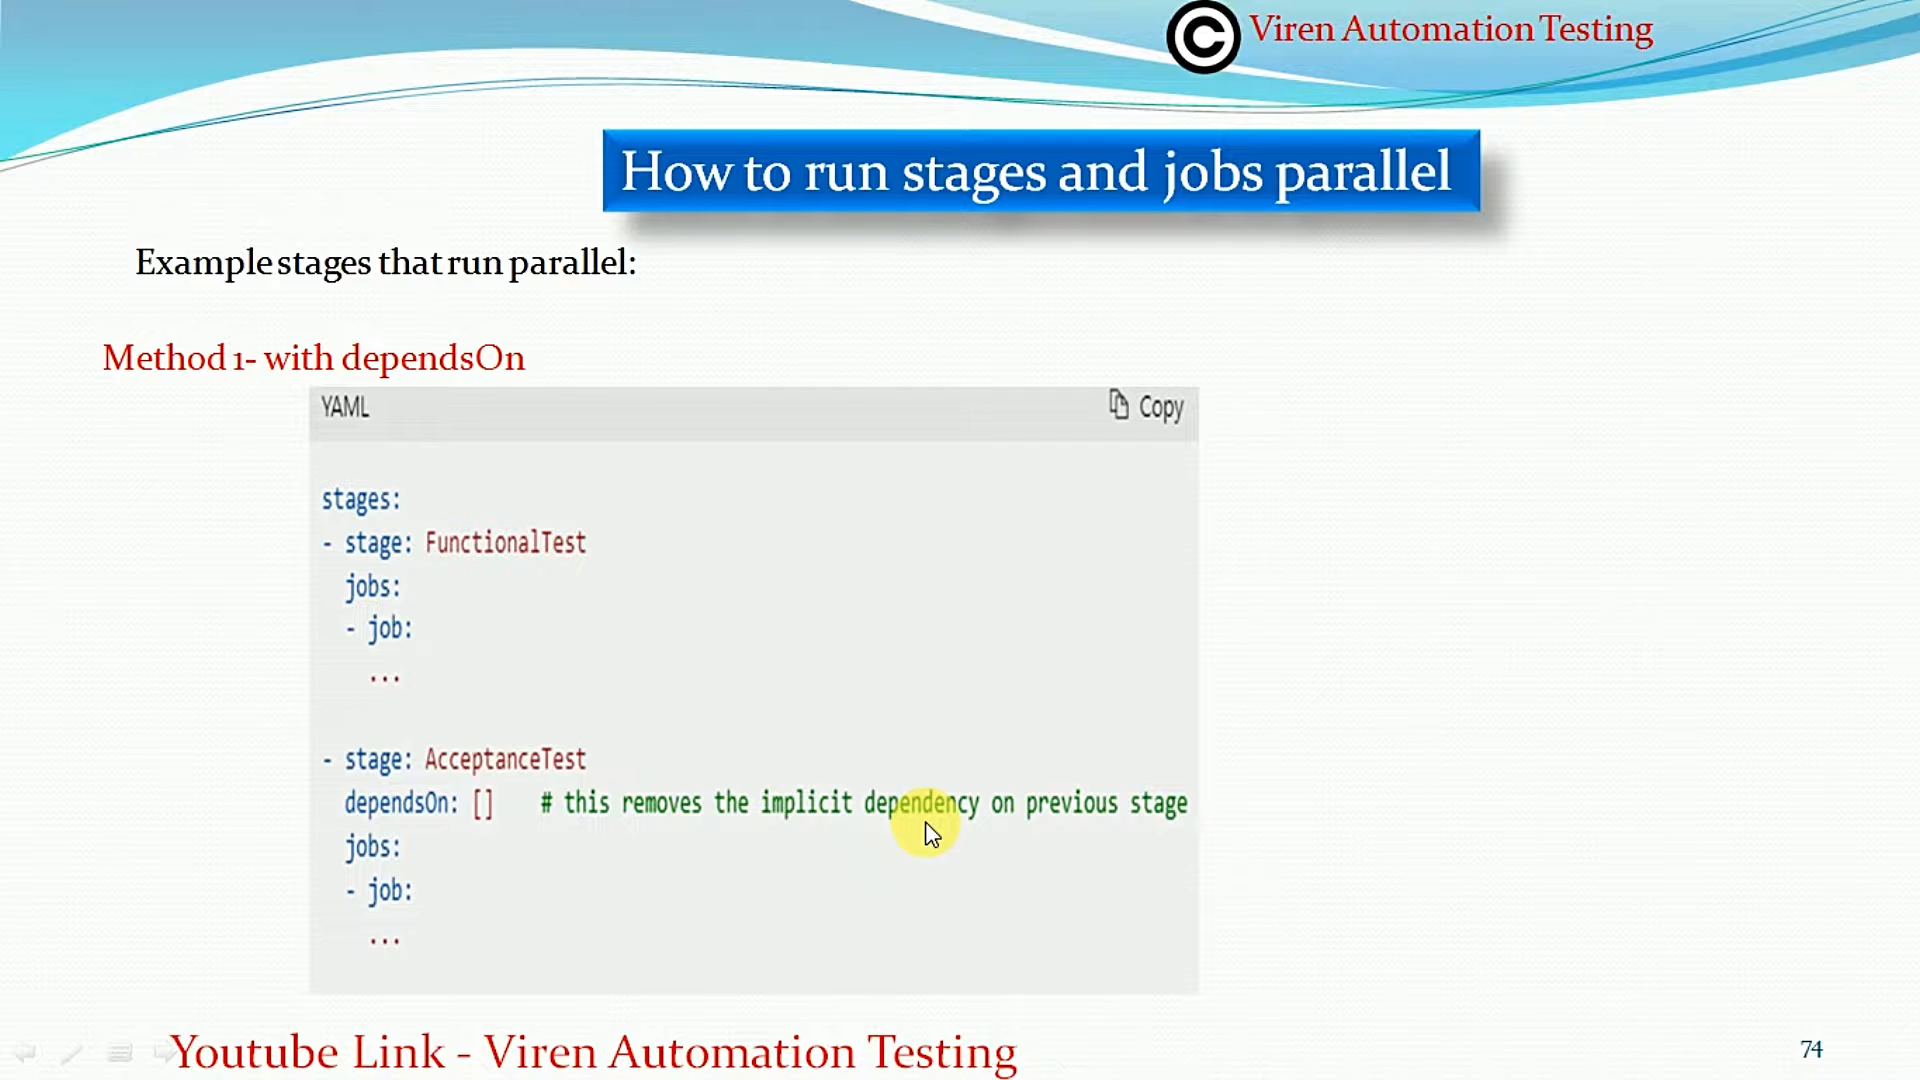 © Viren Automation Testing
How to run stages and jobs parallel
Example stages that run parallel:
Method 1- with dependsOn
YAML
Copy
stages:
- stage: FunctionalTest
jobs:
- job:
...
- stage: AcceptanceTest
dependsOn: [] # this removes the implicit dependency on previous stage
jobs:
- job:
...
Youtube Link - Viren Automation Testing
74